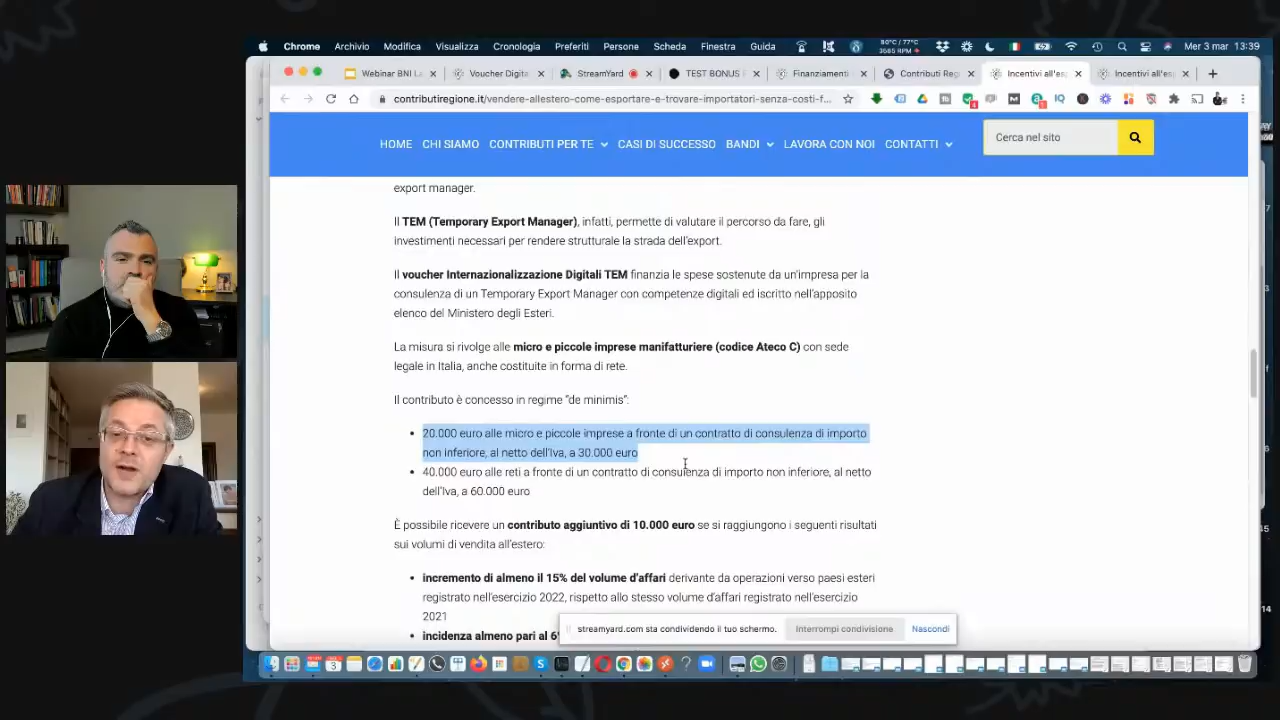 Chrome Archivio Modifica Visualizza Cronologia Preferiti Persone Scheda Finestra Guida
Mer 3 mar 13:39
Webinar BNI La
Voucher Digita
StreamYard
TEST BONUS
Finanziamenti
Contributi Reg
Incentivi all'es
Incentivi all'es
contributiregione.it/vendere-allestero-come-esportare-e-trovare-importatori-senza-costi-f...
HOME CHI SIAMO CONTRIBUTI PER TE CASI DI SUCCESSO BANDI LAVORA CON NOI CONTATTI
Cerca nel sito
export manager.
Il TEM (Temporary Export Manager), infatti, permette di valutare il percorso da fare, gli
investimenti necessari per rendere strutturale la strada dell'export.
Il voucher Internazionalizzazione Digitali TEM finanzia le spese sostenute da un'impresa per la
consulenza di un Temporary Export Manager con competenze digitali ed iscritto nell'apposito
elenco del Ministero degli Esteri.
La misura si rivolge alle micro e piccole imprese manifatturiere (codice Ateco C) con sede
legale in Italia, anche costituite in forma di rete.
Il contributo è concesso in regime "de minimis":
20.000 euro alle micro e piccole imprese a fronte di un contratto di consulenza di importo
non inferiore, al netto dell'Iva, a 30.000 euro
40.000 euro alle reti a fronte di un contratto di consulenza di importo non inferiore, al netto
dell'Iva, a 60.000 euro
È possibile ricevere un contributo aggiuntivo di 10.000 euro se si raggiungono i seguenti risultati
sui volumi di vendita all'estero:
incremento di almeno il 15% del volume d'affari derivante da operazioni verso paesi esteri
registrato nell'esercizio 2022, rispetto allo stesso volume d'affari registrato nell'esercizio
2021
incidenza almeno pari al 6%
streamyard.com sta condividendo il tuo schermo. Interrompi condivisione Nascondi